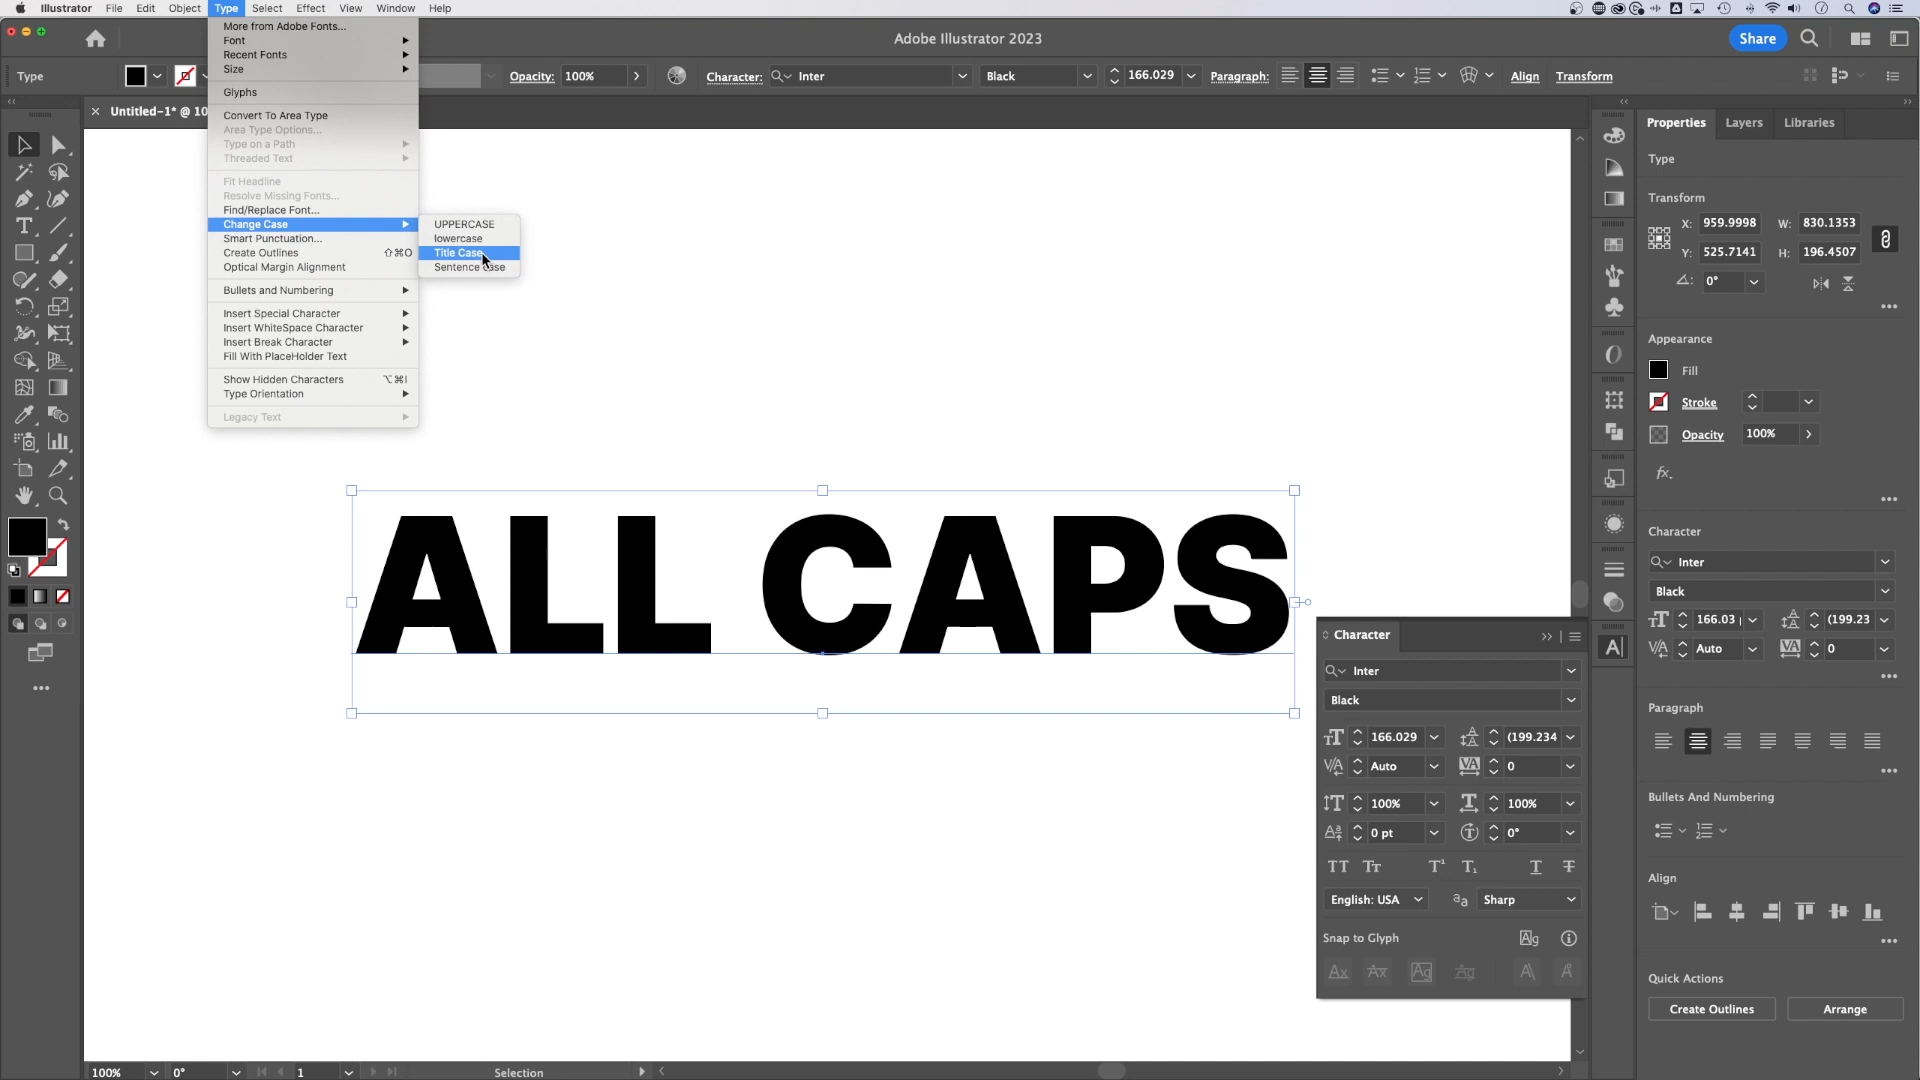 Illustrator File Edit Object Type Select Effect View Window Help
Adobe Illustrator 2023
Share
Type
Opacity: 100%
Character: Inter
Black
166.029
Paragraph:
Align
Transform
Untitled-1* @ 10
More from Adobe Fonts...
Font
Recent Fonts
Size
Glyphs
Convert To Area Type
Area Type Options...
Type on a Path
Threaded Text
Fit Headline
Resolve Missing Fonts...
Find/Replace Font...
Change Case
Smart Punctuation...
Create Outlines ⇧⌘O
Optical Margin Alignment
Bullets and Numbering
Insert Special Character
Insert WhiteSpace Character
Insert Break Character
Fill With PlaceHolder Text
Show Hidden Characters ⌥⌘I
Type Orientation
Legacy Text
UPPERCASE
lowercase
Title Case
Sentence case
ALL CAPS
Character
Inter
Black
166.029 (199.234
Auto 0
100% 100%
0 pt 0°
English: USA Sharp
Snap to Glyph
Properties Layers Libraries
Type
Transform
X: 959.9998 W: 830.1353
Y: 525.7141 H: 196.4507
0°
Appearance
Fill
Stroke
Opacity 100%
Character
Inter
Black
166.03 (199.23
Auto 0
Paragraph
Bullets And Numbering
Align
Quick Actions
Create Outlines Arrange
100% 0° 1 Selection